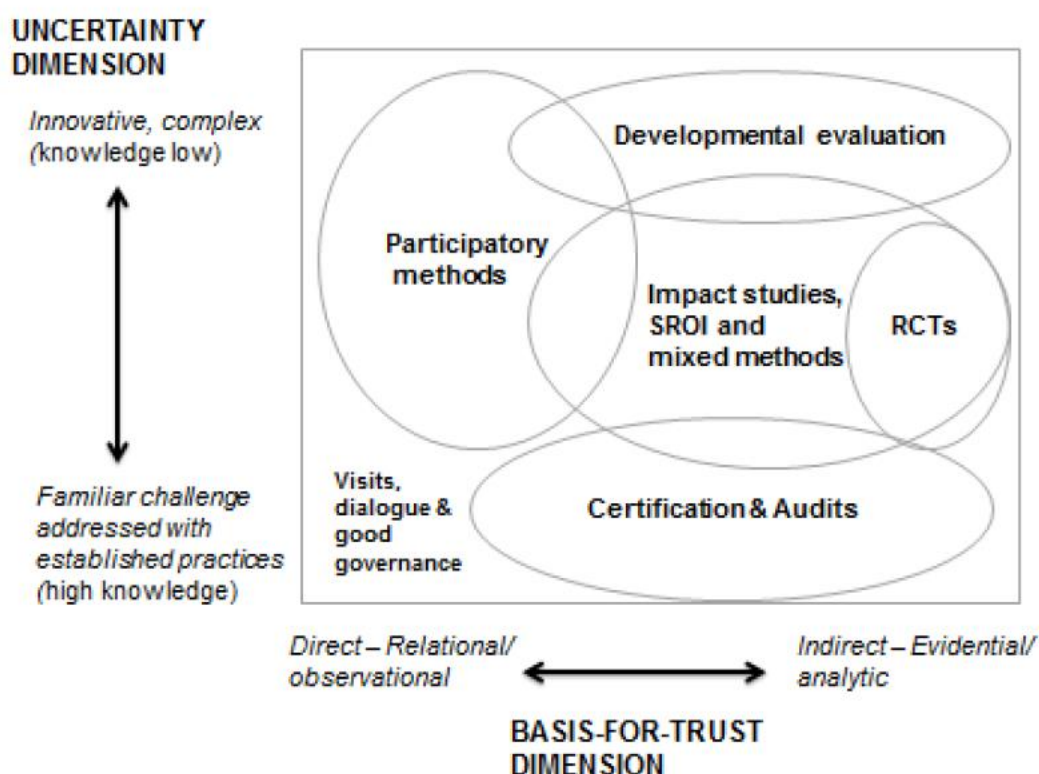 UNCERTAINTY
DIMENSION
Innovative, complex
(knowledge low)
Familiar challenge
addressed with
established practices
(high knowledge)
Developmental evaluation
Participatory
methods
Impact studies,
SROI and
mixed methods
RCTs
Visits,
dialogue &
good
governance
Certification & Audits
Direct – Relational/
observational
Indirect – Evidential/
analytic
BASIS-FOR-TRUST
DIMENSION